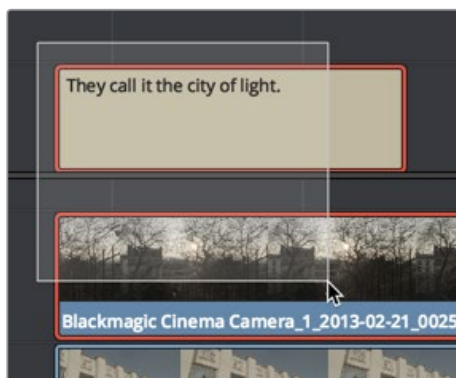 They call it the city of light.
Blackmagic Cinema Camera_1_2013-02-21_0025